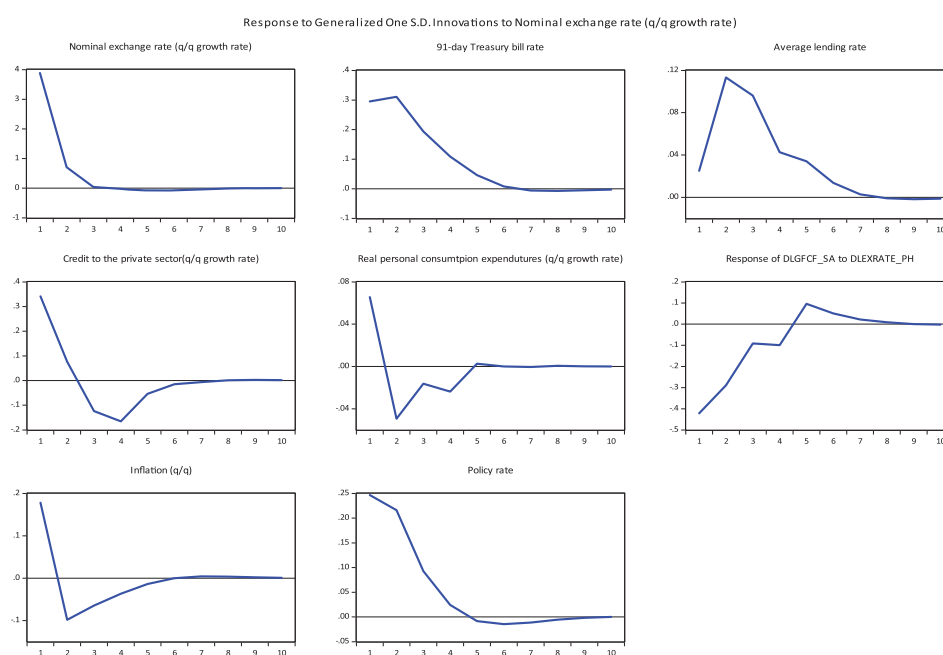 Response to Generalized One S.D. Innovations to Nominal exchange rate (q/q growth rate)
Nominal exchange rate (q/q growth rate)
4
3
2
1
0
-1
1 2 3 4 5 6 7 8 9 10
91-day Treasury bill rate
.4
.3
.2
.1
.0
-.1
1 2 3 4 5 6 7 8 9 10
Average lending rate
.12
.08
.04
.00
1 2 3 4 5 6 7 8 9 10
Credit to the private sector(q/q growth rate)
.4
.3
.2
.1
.0
-.1
-.2
1 2 3 4 5 6 7 8 9 10
Real personal consumtpion expendutures (q/q growth rate)
.08
.04
.00
-.04
1 2 3 4 5 6 7 8 9 10
Response of DLGFCF_SA to DLEXRATE_PH
.2
.1
.0
-.1
-.2
-.3
-.4
-.5
1 2 3 4 5 6 7 8 9 10
Inflation (q/q)
.2
.1
.0
-.1
1 2 3 4 5 6 7 8 9 10
Policy rate
.25
.20
.15
.10
.05
.00
-.05
1 2 3 4 5 6 7 8 9 10